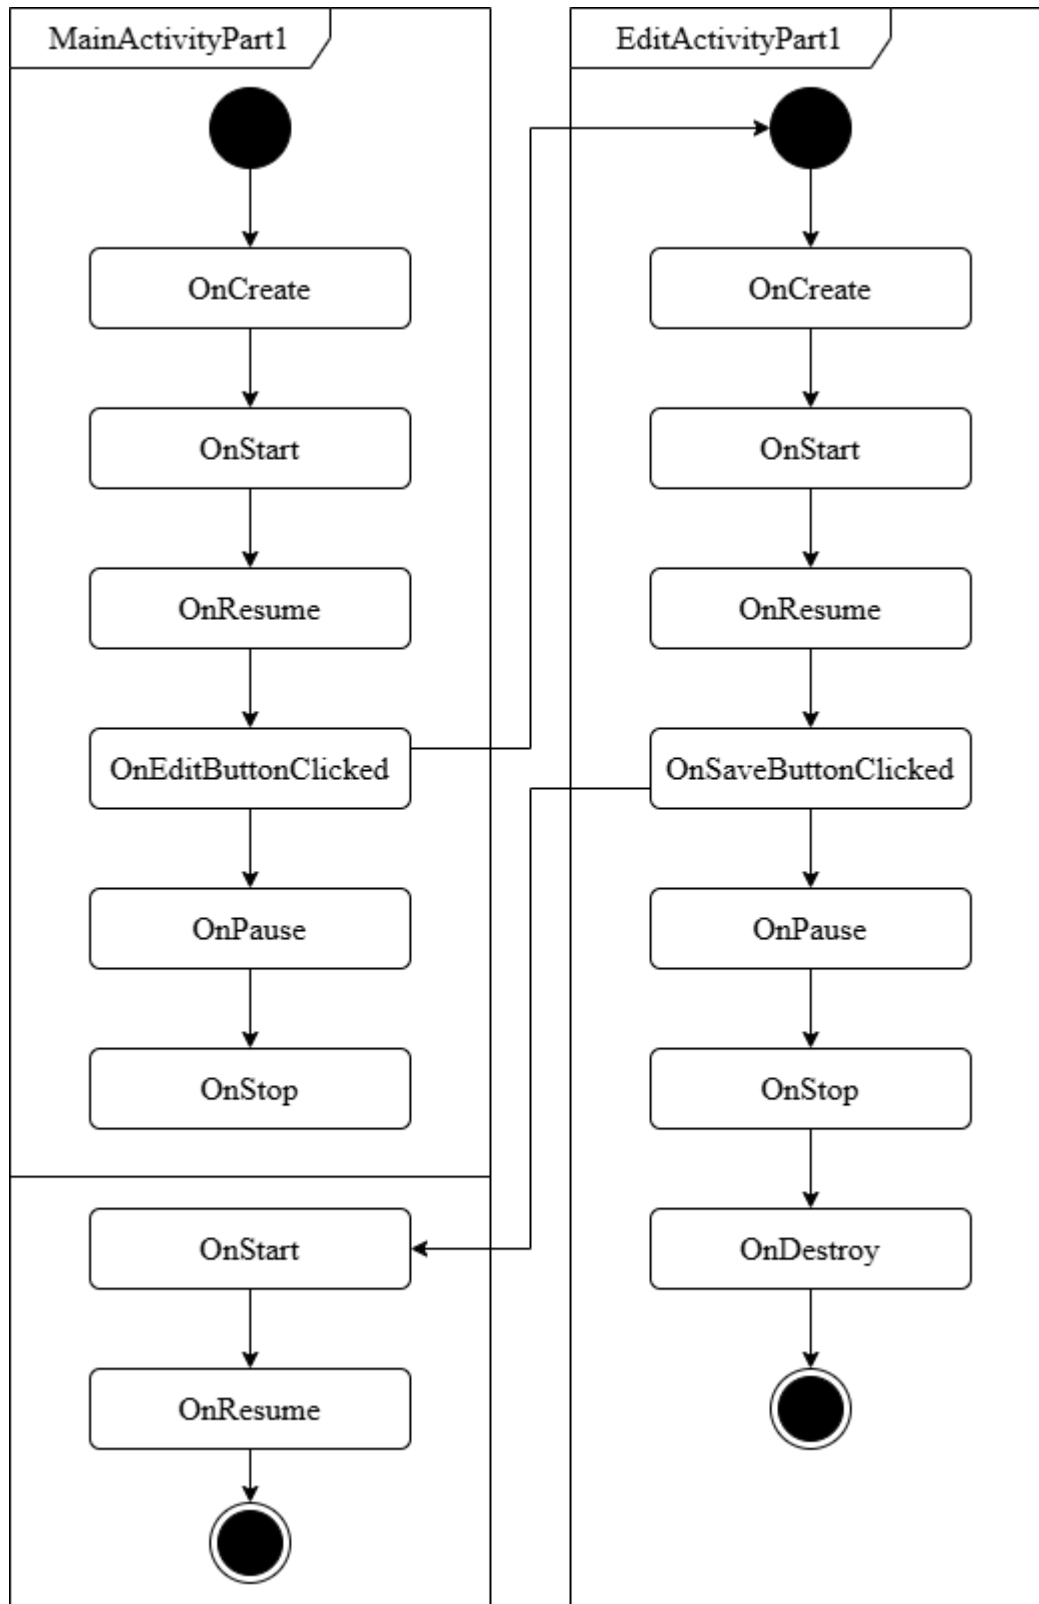 MainActivityPart1
OnCreate
OnStart
OnResume
OnEditButtonClicked
OnPause
OnStop
OnStart
OnResume
EditActivityPart1
OnCreate
OnStart
OnResume
OnSaveButtonClicked
OnPause
OnStop
OnDestroy